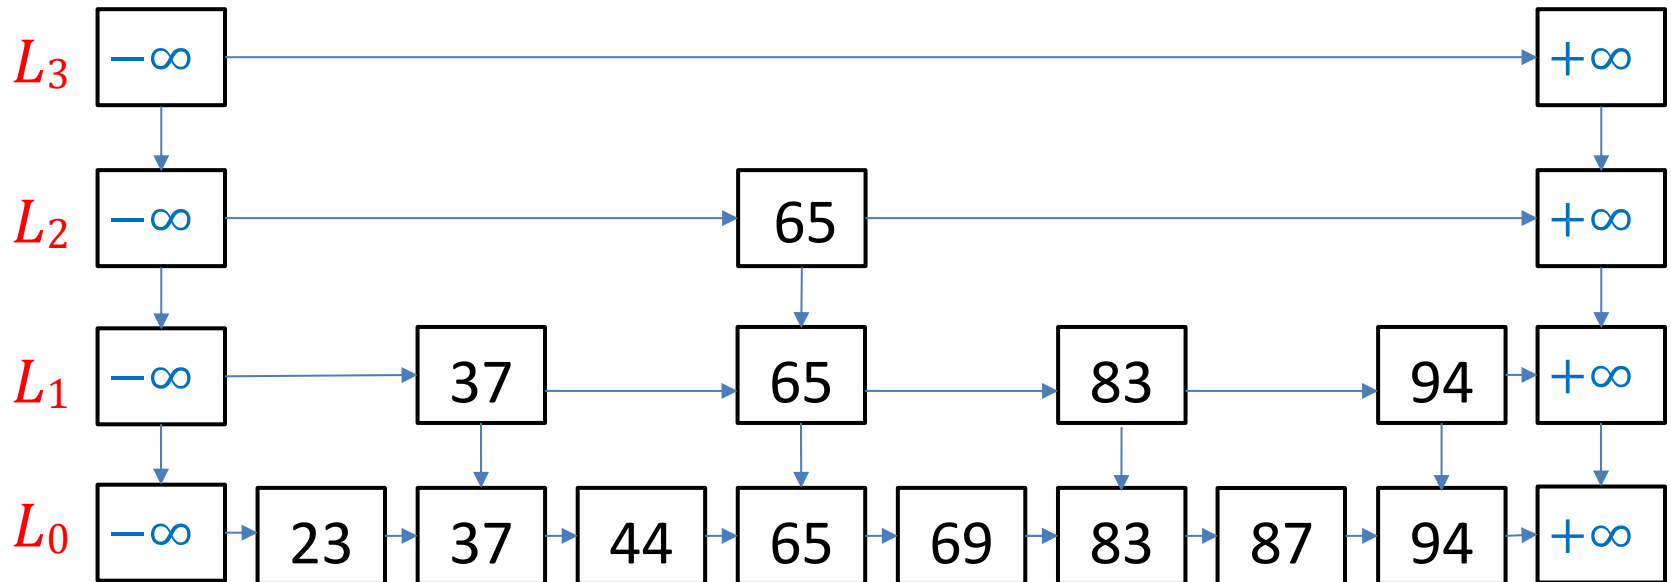 L₃ −∞ +∞
L₂ −∞ 65 +∞
L₁ −∞ 37 65 83 94 +∞
L₀ −∞ 23 37 44 65 69 83 87 94 +∞